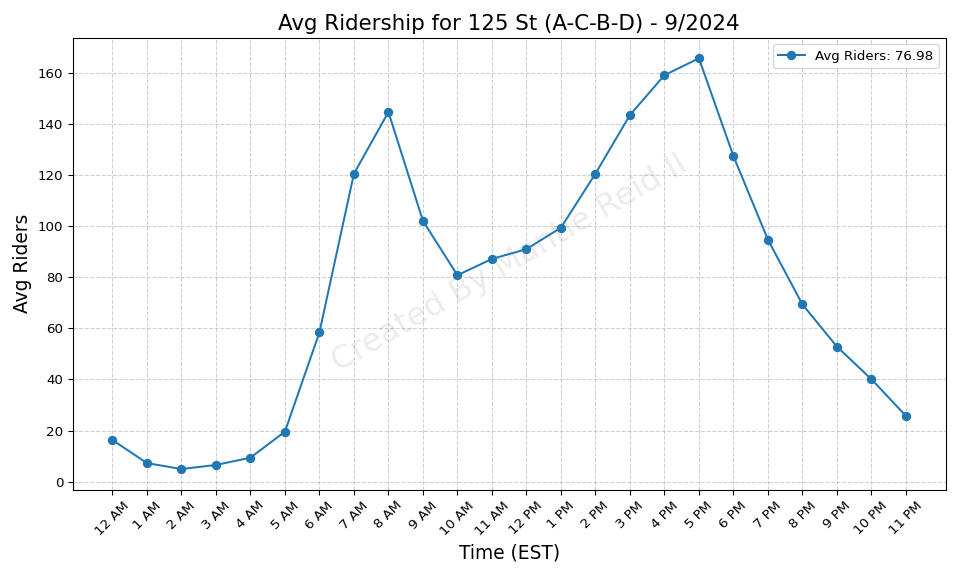 Avg Ridership for 125 St (A-C-B-D) - 9/2024
Avg Riders: 76.98
Avg Riders
160
140
120
100
80
60
40
20
0
Created By Mantie Reid II
12 AM
1 AM
2 AM
3 AM
4 AM
5 AM
6 AM
7 AM
8 AM
9 AM
10 AM
11 AM
12 PM
1 PM
2 PM
3 PM
4 PM
5 PM
6 PM
7 PM
8 PM
9 PM
10 PM
11 PM
Time (EST)